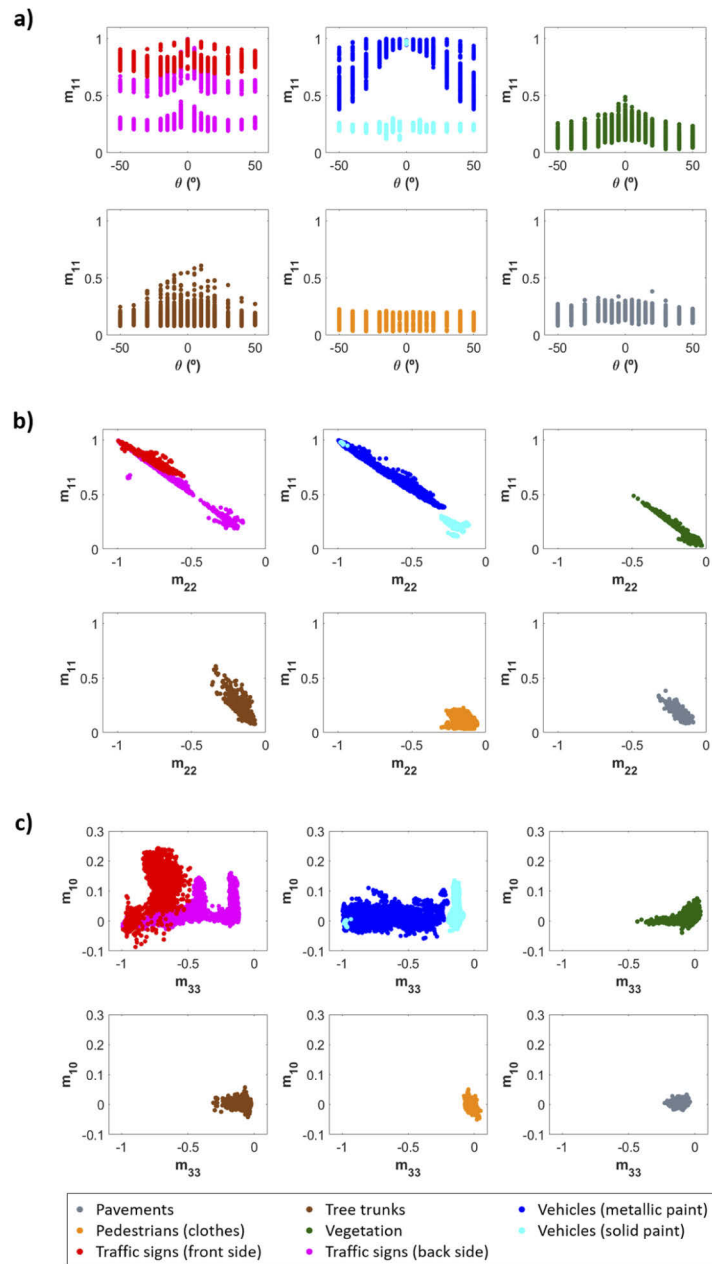 a)
1
0.5
0
m11
-50 0 50
θ (º)
1
0.5
0
m11
-50 0 50
θ (º)
1
0.5
0
m11
-50 0 50
θ (º)
1
0.5
0
m11
-50 0 50
θ (º)
1
0.5
0
m11
-50 0 50
θ (º)
1
0.5
0
m11
-50 0 50
θ (º)
b)
1
0.5
0
m11
-1 -0.5 0
m22
1
0.5
0
m11
-1 -0.5 0
m22
1
0.5
0
m11
-1 -0.5 0
m22
1
0.5
0
m11
-1 -0.5 0
m22
1
0.5
0
m11
-1 -0.5 0
m22
1
0.5
0
m11
-1 -0.5 0
m22
c)
0.3
0.2
0.1
0
-0.1
m10
-1 -0.5 0
m33
0.3
0.2
0.1
0
-0.1
m10
-1 -0.5 0
m33
0.3
0.2
0.1
0
-0.1
m10
-1 -0.5 0
m33
0.3
0.2
0.1
0
0.1
m10
-1 -0.5 0
m33
0.3
0.2
0.1
0
0.1
m10
-1 -0.5 0
m33
0.3
0.2
0.1
0
0.1
m10
-1 -0.5 0
m33
Pavements
Tree trunks
Vehicles (metallic paint)
Pedestrians (clothes)
Vegetation
Vehicles (solid paint)
Traffic signs (front side)
Traffic signs (back side)